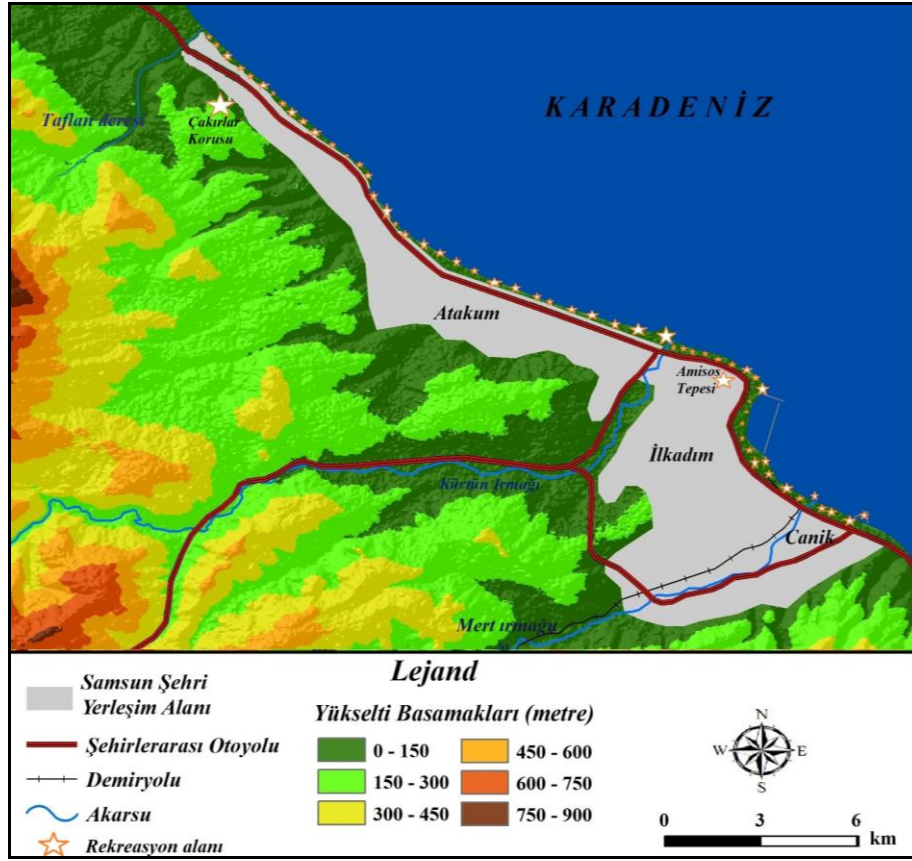 KARADENİZ
Taflan deresi
Çakırlar
Korusu
Atakum
Amisos
Tepesi
İlkadım
Kürtün Irmağı
Canik
Mert ırmağu
Lejand
Samsun Şehri
Yerleşim Alanı
Şehirlerarası Otoyolu
Demiryolu
Akarsu
Rekreasyon alanı
Yükselti Basamakları (metre)
0 - 150
450 - 600
150 - 300
600 - 750
300 - 450
750 - 900
N
W
E
S
0 3 6
km